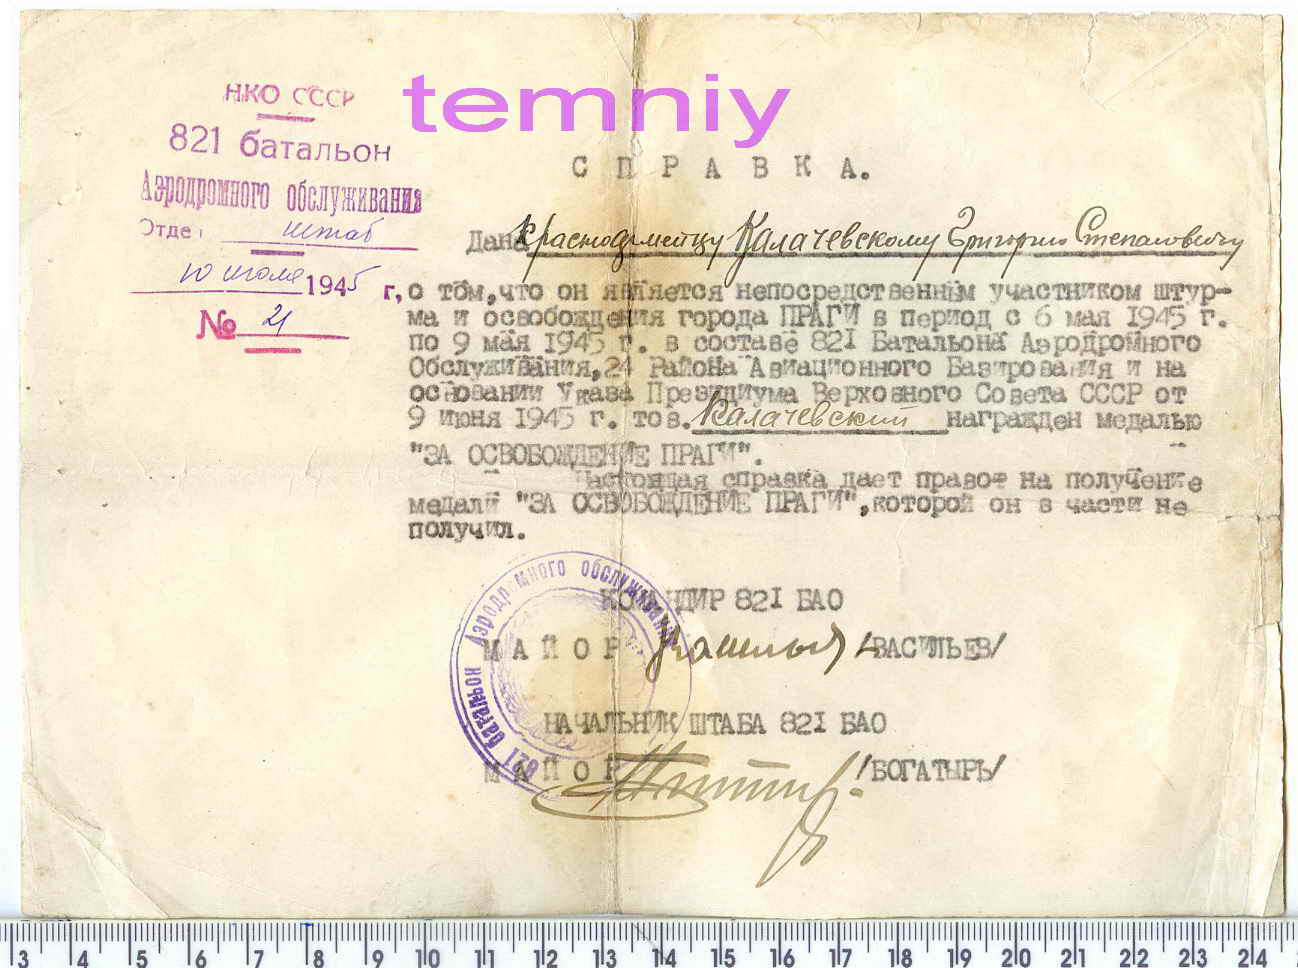 temniy
НКО СССР
821 батальон
Аэродромного обслуживания
Отдел штаб
10 июля 1945 г.
№ 21
СПРАВКА.
Дана Красноармейцу Калачевскому Григорию Степановичу
о том, что он является непосредственным участником штур-
ма и освобождения города ПРАГИ в период с 6 мая 1945 г.
по 9 мая 1945 г. в составе 821 Батальона Аэродромного
Обслуживания, 24 Района Авиационного Базирования и на
основании Указа Президиума Верховного Совета СССР от
9 июня 1945 г. тов. Калачевский награжден медалью
"ЗА ОСВОБОЖДЕНИЕ ПРАГИ".
Настоящая справка дает право на получение
медали "ЗА ОСВОБОЖДЕНИЕ ПРАГИ", которой он в части не
получил.
821 батальон Аэродромного обслуживания
КОМАНДИР 821 БАО
МАЙОР Васильев /ВАСИЛЬЕВ/
НАЧАЛЬНИК ШТАБА 821 БАО
МАЙОР /БОГАТЫРЬ/
3 4 5 6 7 8 9 10 11 12 13 14 15 16 17 18 19 20 21 22 23 24